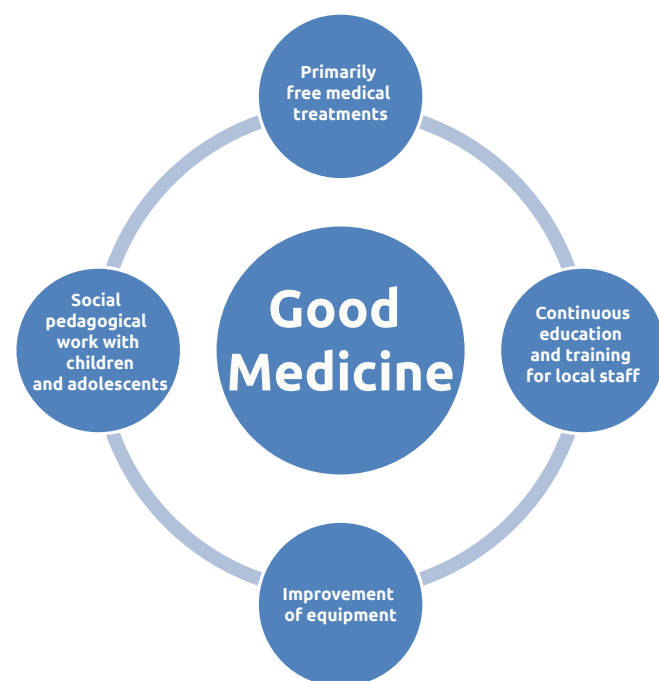 Primarily
free medical
treatments
Social
pedagogical
work with
children
and adolescents
Good
Medicine
Continuous
education
and training
for local staff
Improvement
of equipment